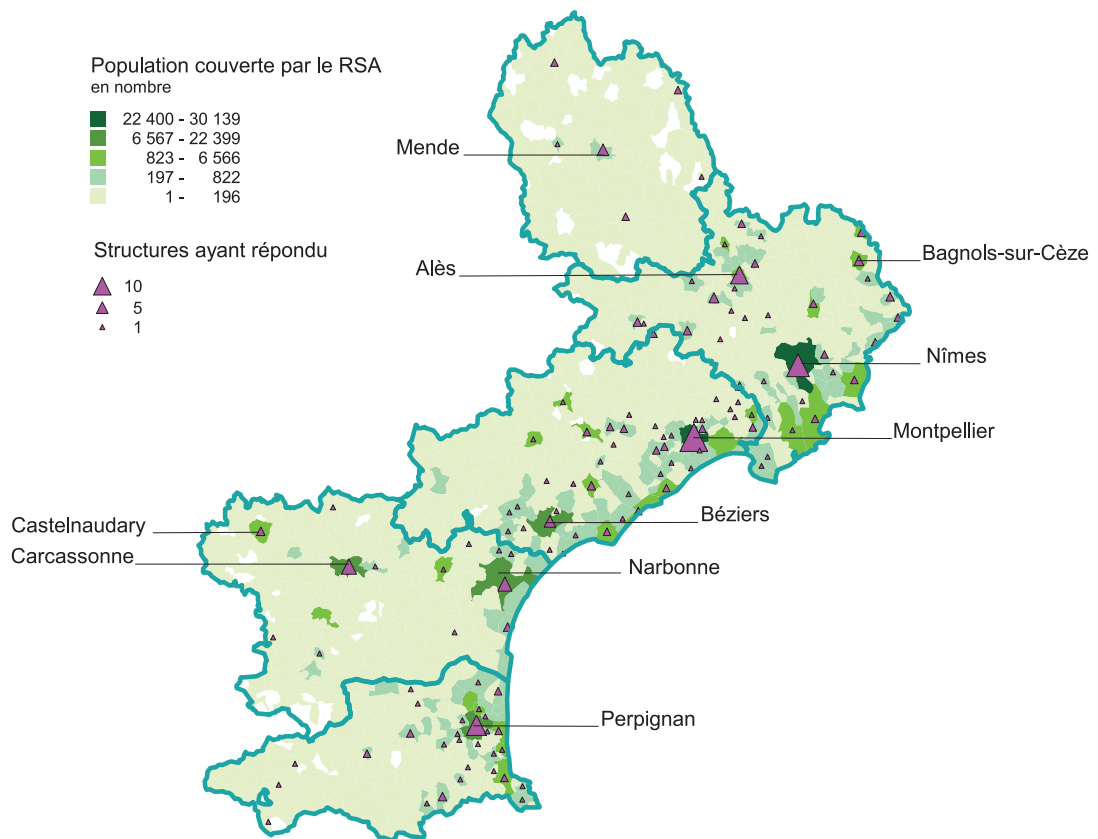 Population couverte par le RSA
en nombre
22 400 - 30 139
6 567 - 22 399
823 - 6 566
197 - 822
1 - 196
Structures ayant répondu
10
5
1
Mende
Alès
Bagnols-sur-Cèze
Nîmes
Montpellier
Castelnaudary
Carcassonne
Béziers
Narbonne
Perpignan